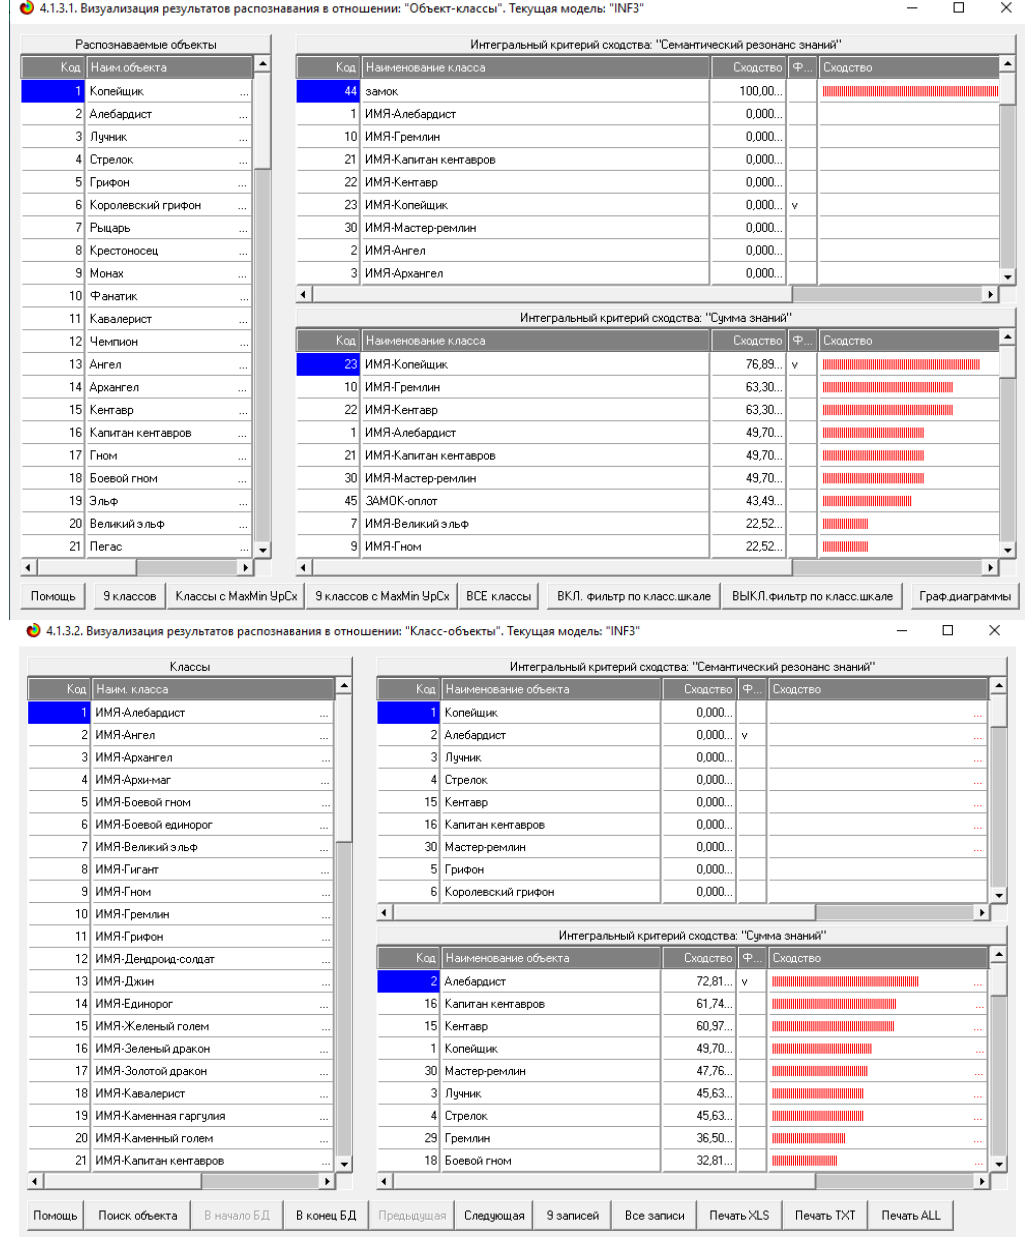 4.1.3.1. Визуализация результатов распознавания в отношении: "Объект-классы". Текущая модель: "INF3"
Распознаваемые объекты
Код Наим.объекта
1 Копейщик ...
2 Алебардист ...
3 Лучник ...
4 Стрелок ...
5 Грифон ...
6 Королевский грифон ...
7 Рыцарь ...
8 Крестоносец ...
9 Монах ...
10 Фанатик ...
11 Кавалерист ...
12 Чемпион ...
13 Ангел ...
14 Архангел ...
15 Кентавр ...
16 Капитан кентавров ...
17 Гном ...
18 Боевой гном ...
19 Эльф ...
20 Великий эльф ...
21 Пегас ...
Интегральный критерий сходства: "Семантический резонанс знаний"
Код Наименование класса Сходство Ф... Сходство
44 замок 100,00...
1 ИМЯ-Алебардист 0,000...
10 ИМЯ-Гремлин 0,000...
21 ИМЯ-Капитан кентавров 0,000...
22 ИМЯ-Кентавр 0,000...
23 ИМЯ-Копейщик 0,000... v
30 ИМЯ-Мастер-ремлин 0,000...
2 ИМЯ-Ангел 0,000...
3 ИМЯ-Архангел 0,000...
Интегральный критерий сходства: "Сумма знаний"
Код Наименование класса Сходство Ф... Сходство
23 ИМЯ-Копейщик 76,89... v
10 ИМЯ-Гремлин 63,30...
22 ИМЯ-Кентавр 63,30...
1 ИМЯ-Алебардист 49,70...
21 ИМЯ-Капитан кентавров 49,70...
30 ИМЯ-Мастер-ремлин 49,70...
45 ЗАМОК-оплот 43,49...
7 ИМЯ-Великий эльф 22,52...
9 ИМЯ-Гном 22,52...
Помощь 9 классов Классы с MaxMin УрСх 9 классов с MaxMin УрСх ВСЕ классы ВКЛ. фильтр по класс.шкале ВЫКЛ.фильтр по класс.шкале Граф.диаграммы
4.1.3.2. Визуализация результатов распознавания в отношении: "Класс-объекты". Текущая модель: "INF3"
Классы
Код Наим. класса
1 ИМЯ-Алебардист ...
2 ИМЯ-Ангел ...
3 ИМЯ-Архангел ...
4 ИМЯ-Архи-маг ...
5 ИМЯ-Боевой гном ...
6 ИМЯ-Боевой единорог ...
7 ИМЯ-Великий эльф ...
8 ИМЯ-Гигант ...
9 ИМЯ-Гном ...
10 ИМЯ-Гремлин ...
11 ИМЯ-Грифон ...
12 ИМЯ-Дендроид-солдат ...
13 ИМЯ-Джин ...
14 ИМЯ-Единорог ...
15 ИМЯ-Желеный голем ...
16 ИМЯ-Зеленый дракон ...
17 ИМЯ-Золотой дракон ...
18 ИМЯ-Кавалерист ...
19 ИМЯ-Каменная гаргулия ...
20 ИМЯ-Каменный голем ...
21 ИМЯ-Капитан кентавров ...
Интегральный критерий сходства: "Семантический резонанс знаний"
Код Наименование объекта Сходство Ф... Сходство
1 Копейщик 0,000... ...
2 Алебардист 0,000... v ...
3 Лучник 0,000... ...
4 Стрелок 0,000... ...
15 Кентавр 0,000... ...
16 Капитан кентавров 0,000... ...
30 Мастер-ремлин 0,000... ...
5 Грифон 0,000...
6 Королевский грифон 0,000...
Интегральный критерий сходства: "Сумма знаний"
Код Наименование объекта Сходство Ф... Сходство
2 Алебардист 72,81... v ...
16 Капитан кентавров 61,74... ...
15 Кентавр 60,97... ...
1 Копейщик 49,70... ...
30 Мастер-ремлин 47,76... ...
3 Лучник 45,63... ...
4 Стрелок 45,63... ...
29 Гремлин 36,50... ...
18 Боевой гном 32,81... ...
Помощь Поиск объекта В начало БД В конец БД Предыдущая Следующая 9 записей Все записи Печать XLS Печать TXT Печать ALL